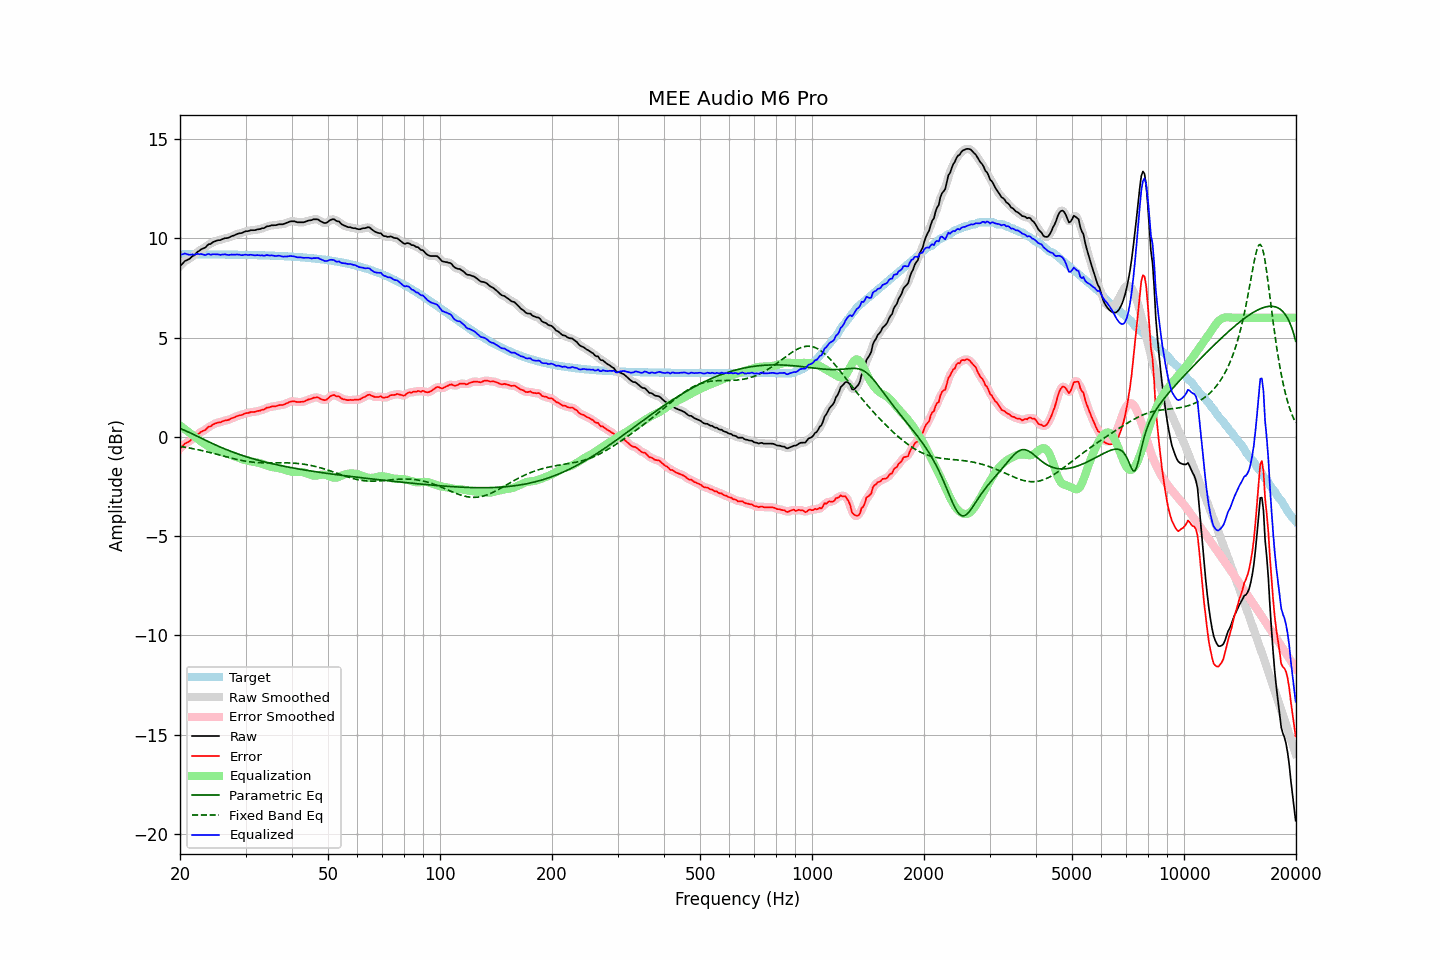 MEE Audio M6 Pro
Amplitude (dBr)
15
10
5
0
−5
−10
−15
−20
Target
Raw Smoothed
Error Smoothed
Raw
Error
Equalization
Parametric Eq
Fixed Band Eq
Equalized
20 50 100 200 500 1000 2000 5000 10000 20000
Frequency (Hz)